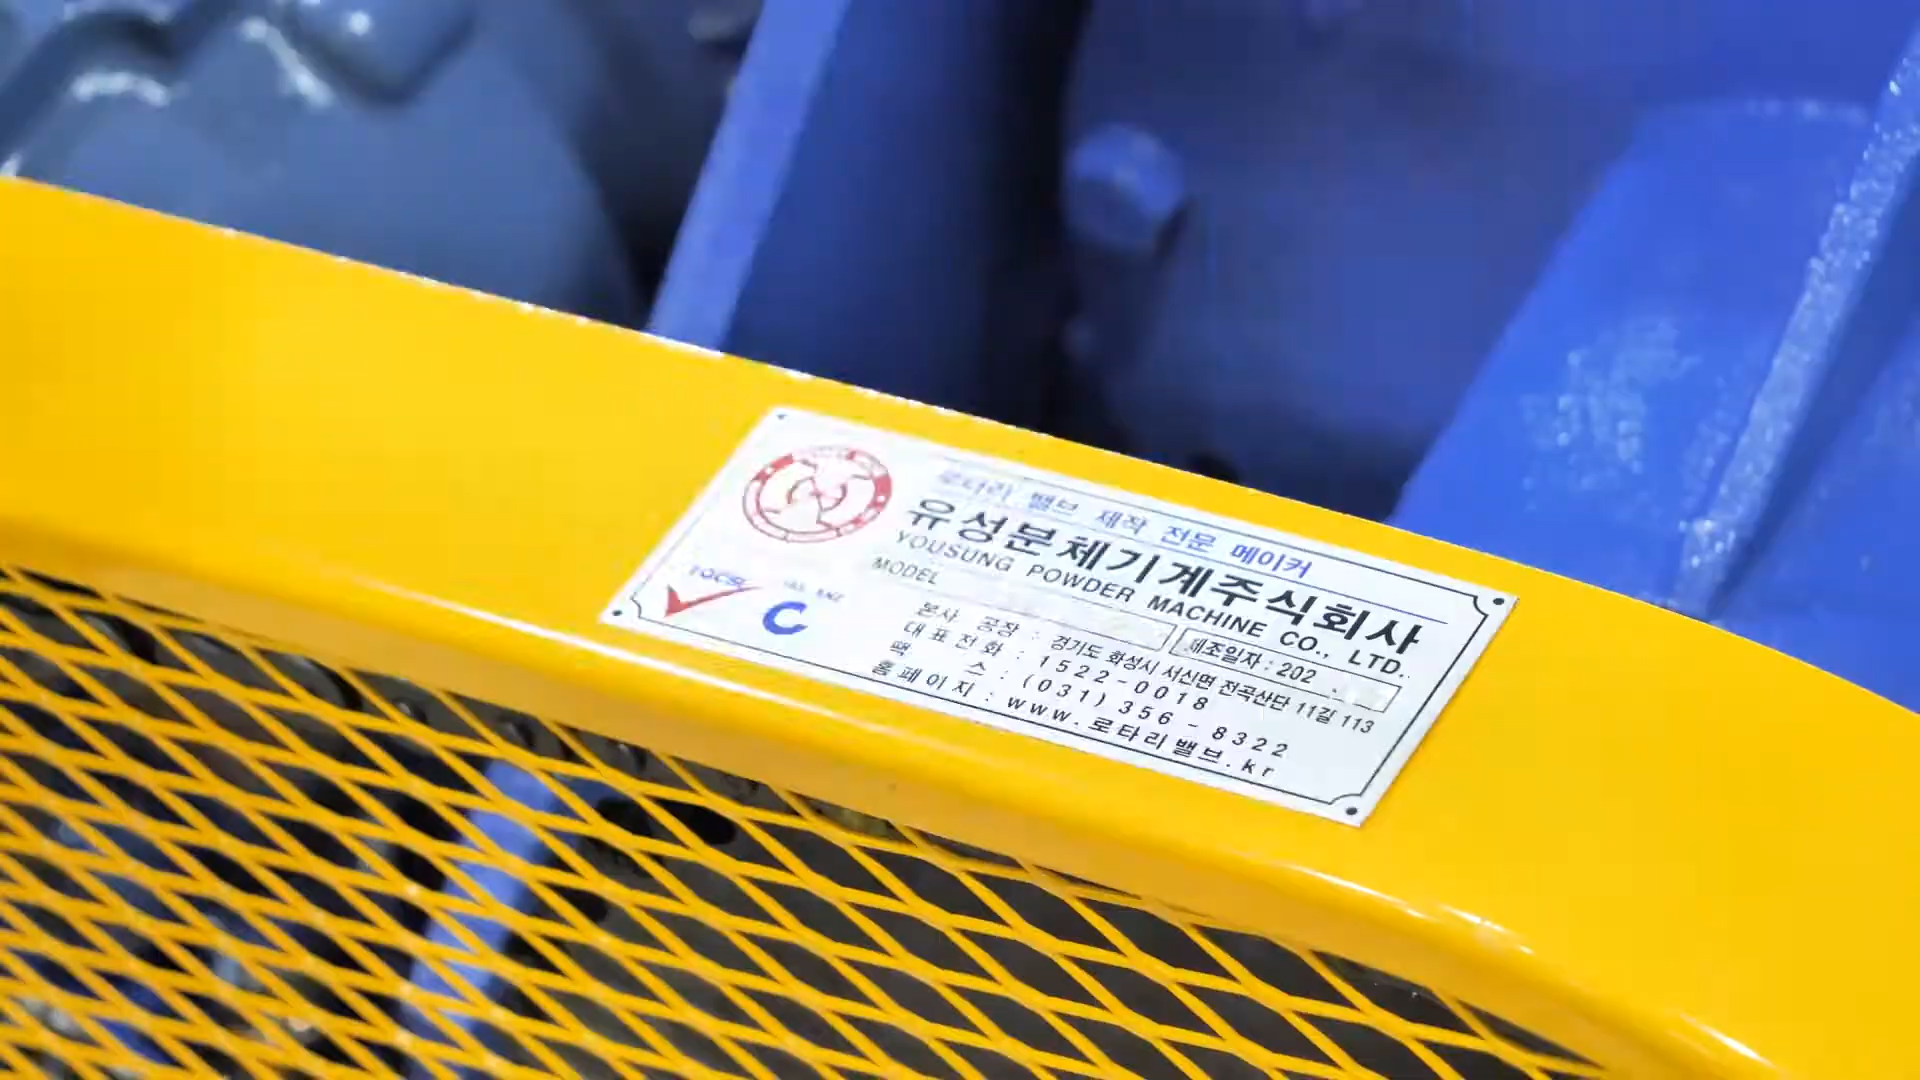 로타리 밸브 제작 전문 메이커
유성분체기계주식회사
YOUSUNG POWDER MACHINE CO., LTD.
MODEL
제조일자 : 202 .
본사 공장 : 경기도 화성시 서신면 전곡산단 11길 113
대표전화 : 1522-0018
팩 스 : (031) 356-8322
홈페이지 : www.로타리밸브.kr